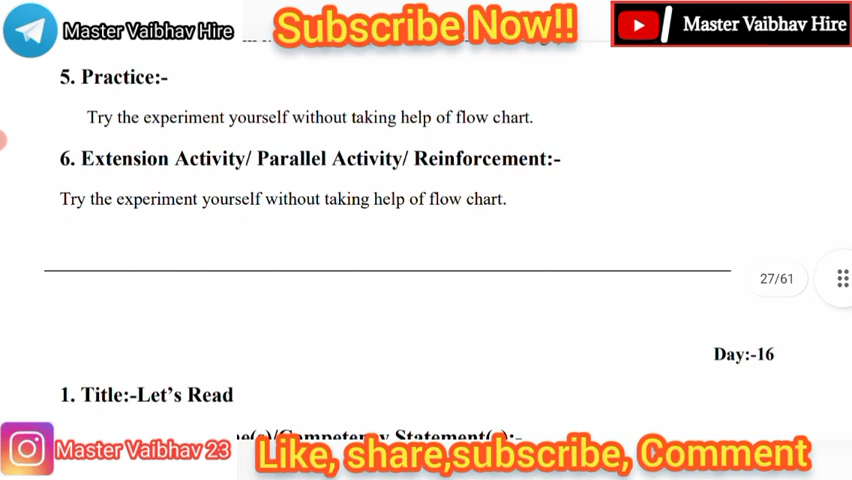 Master Vaibhav Hire
Subscribe Now!!
Master Vaibhav Hire
5. Practice:-
Try the experiment yourself without taking help of flow chart.
6. Extension Activity/ Parallel Activity/ Reinforcement:-
Try the experiment yourself without taking help of flow chart.
27/61
Day:-16
1. Title:-Let's Read
Statement(s):-
Master Vaibhav 23
Like, share,subscribe, Comment